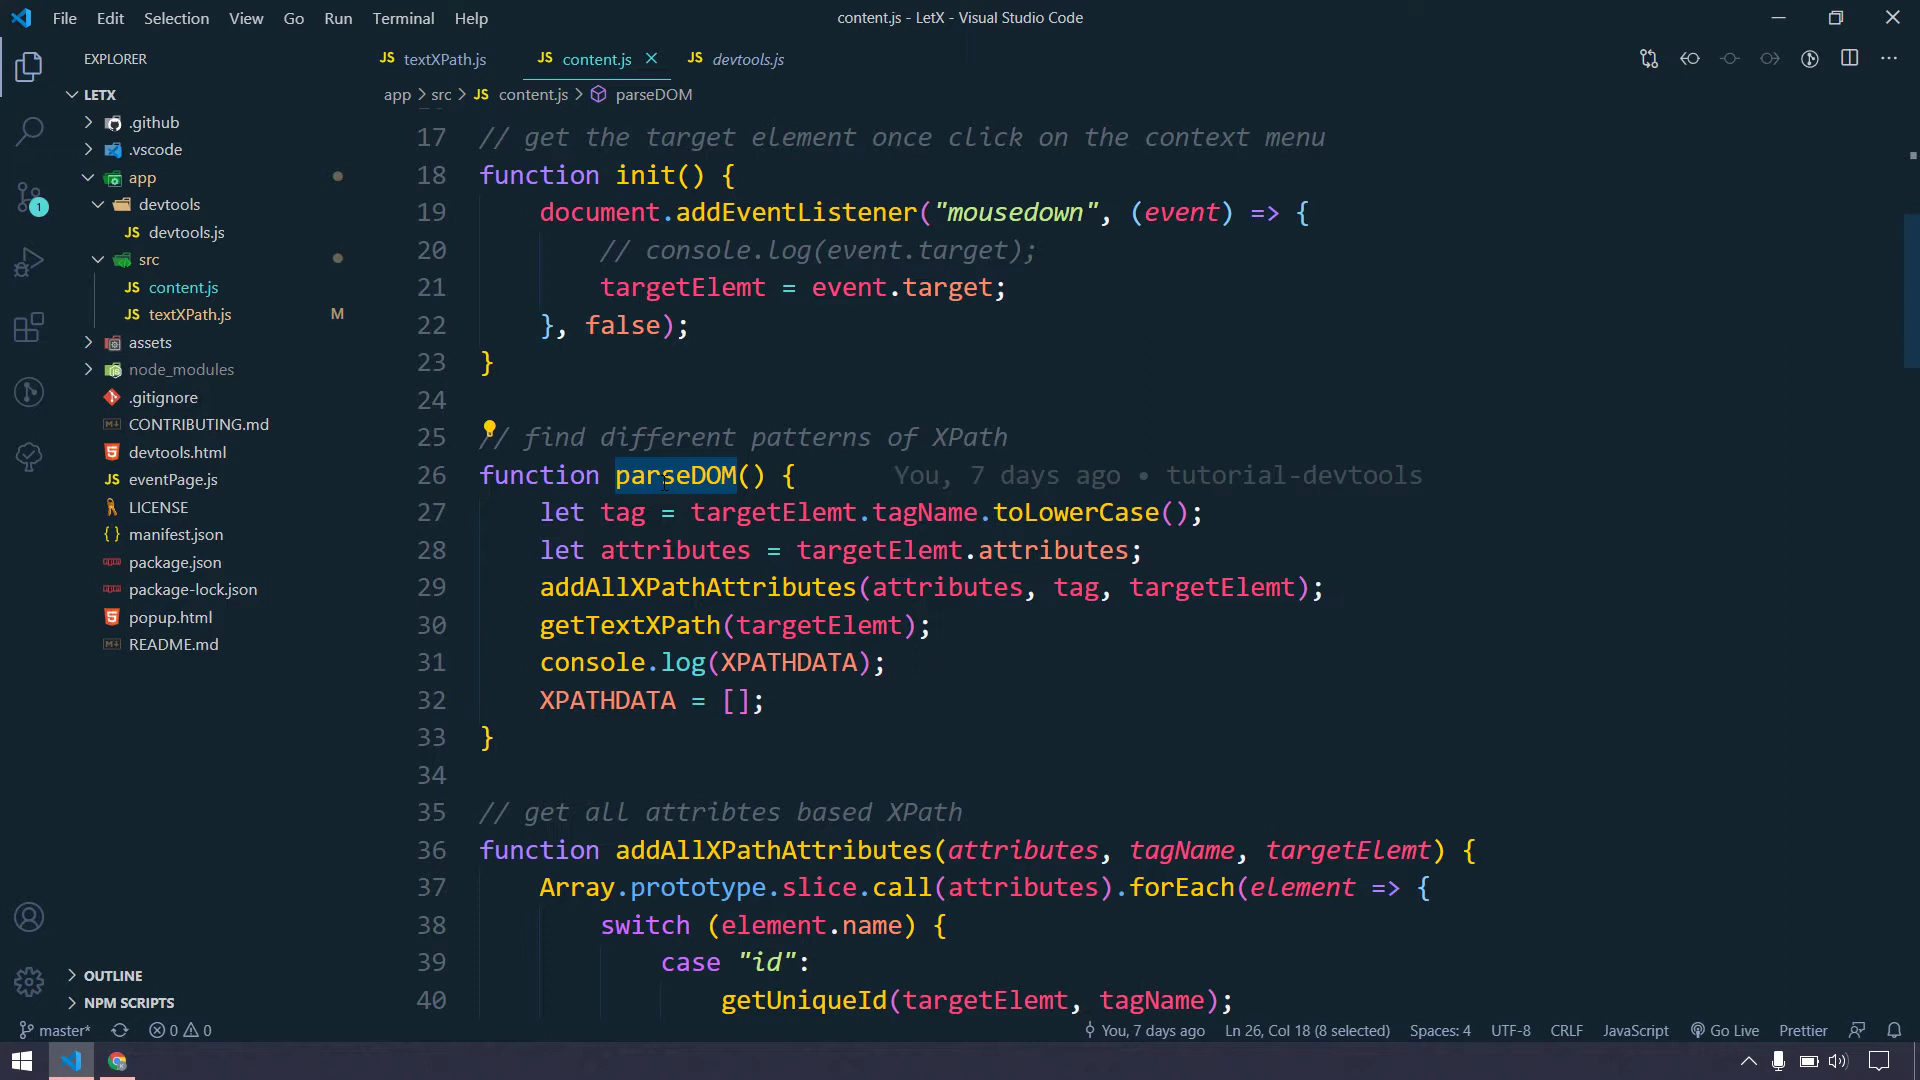 File Edit Selection View Go Run Terminal Help
content.js - LetX - Visual Studio Code
EXPLORER
LETX
.github
.vscode
app
devtools
devtools.js
src
content.js
textXPath.js M
assets
node_modules
.gitignore
CONTRIBUTING.md
devtools.html
eventPage.js
LICENSE
manifest.json
package.json
package-lock.json
popup.html
README.md
OUTLINE
NPM SCRIPTS
1
JS textXPath.js JS content.js JS devtools.js
app > src > JS content.js > parseDOM
17 // get the target element once click on the context menu
18 function init() {
19 document.addEventListener("mousedown", (event) => {
20 // console.log(event.target);
21 targetElemt = event.target;
22 }, false);
23 }
24
25 // find different patterns of XPath
26 function parseDOM() { You, 7 days ago • tutorial-devtools
27 let tag = targetElemt.tagName.toLowerCase();
28 let attributes = targetElemt.attributes;
29 addAllXPathAttributes(attributes, tag, targetElemt);
30 getTextXPath(targetElemt);
31 console.log(XPATHDATA);
32 XPATHDATA = [];
33 }
34
35 // get all attribtes based XPath
36 function addAllXPathAttributes(attributes, tagName, targetElemt) {
37 Array.prototype.slice.call(attributes).forEach(element => {
38 switch (element.name) {
39 case "id":
40 getUniqueId(targetElemt, tagName);
master* 0 0 You, 7 days ago Ln 26, Col 18 (8 selected) Spaces: 4 UTF-8 CRLF JavaScript Go Live Prettier